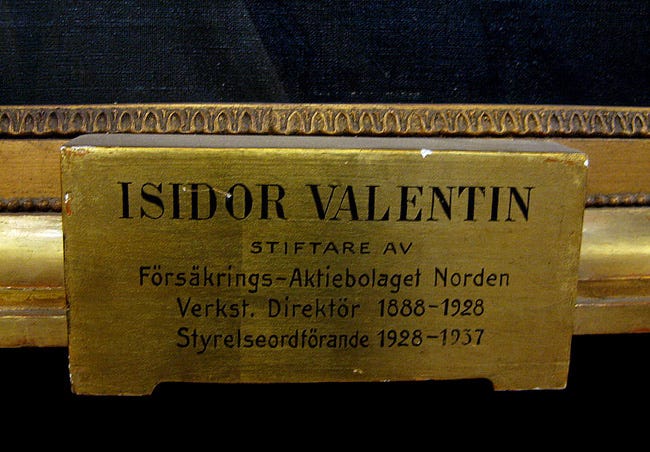 ISIDOR VALENTIN
STIFTARE AV
Försäkrings-Aktiebolaget Norden
Verkst. Direktör 1888-1928
Styrelseordförande 1928-1937